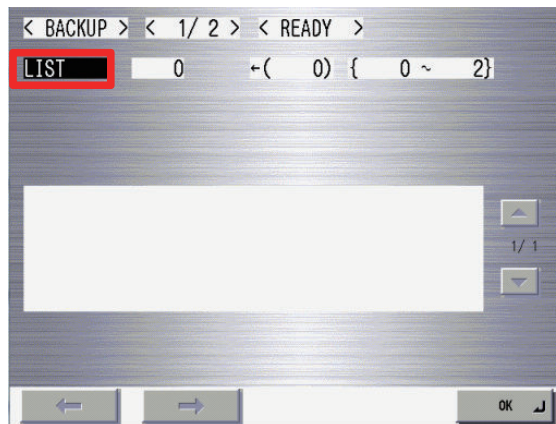 < BACKUP > < 1/ 2 > < READY >
LIST 0 ←( 0) { 0 ~ 2}
1/ 1
OK